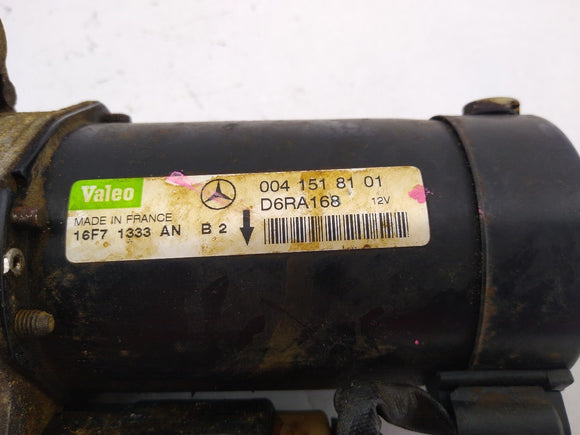 Valeo
004 151 81 01
D6RA168 12V
MADE IN FRANCE
16F7 1333 AN B 2